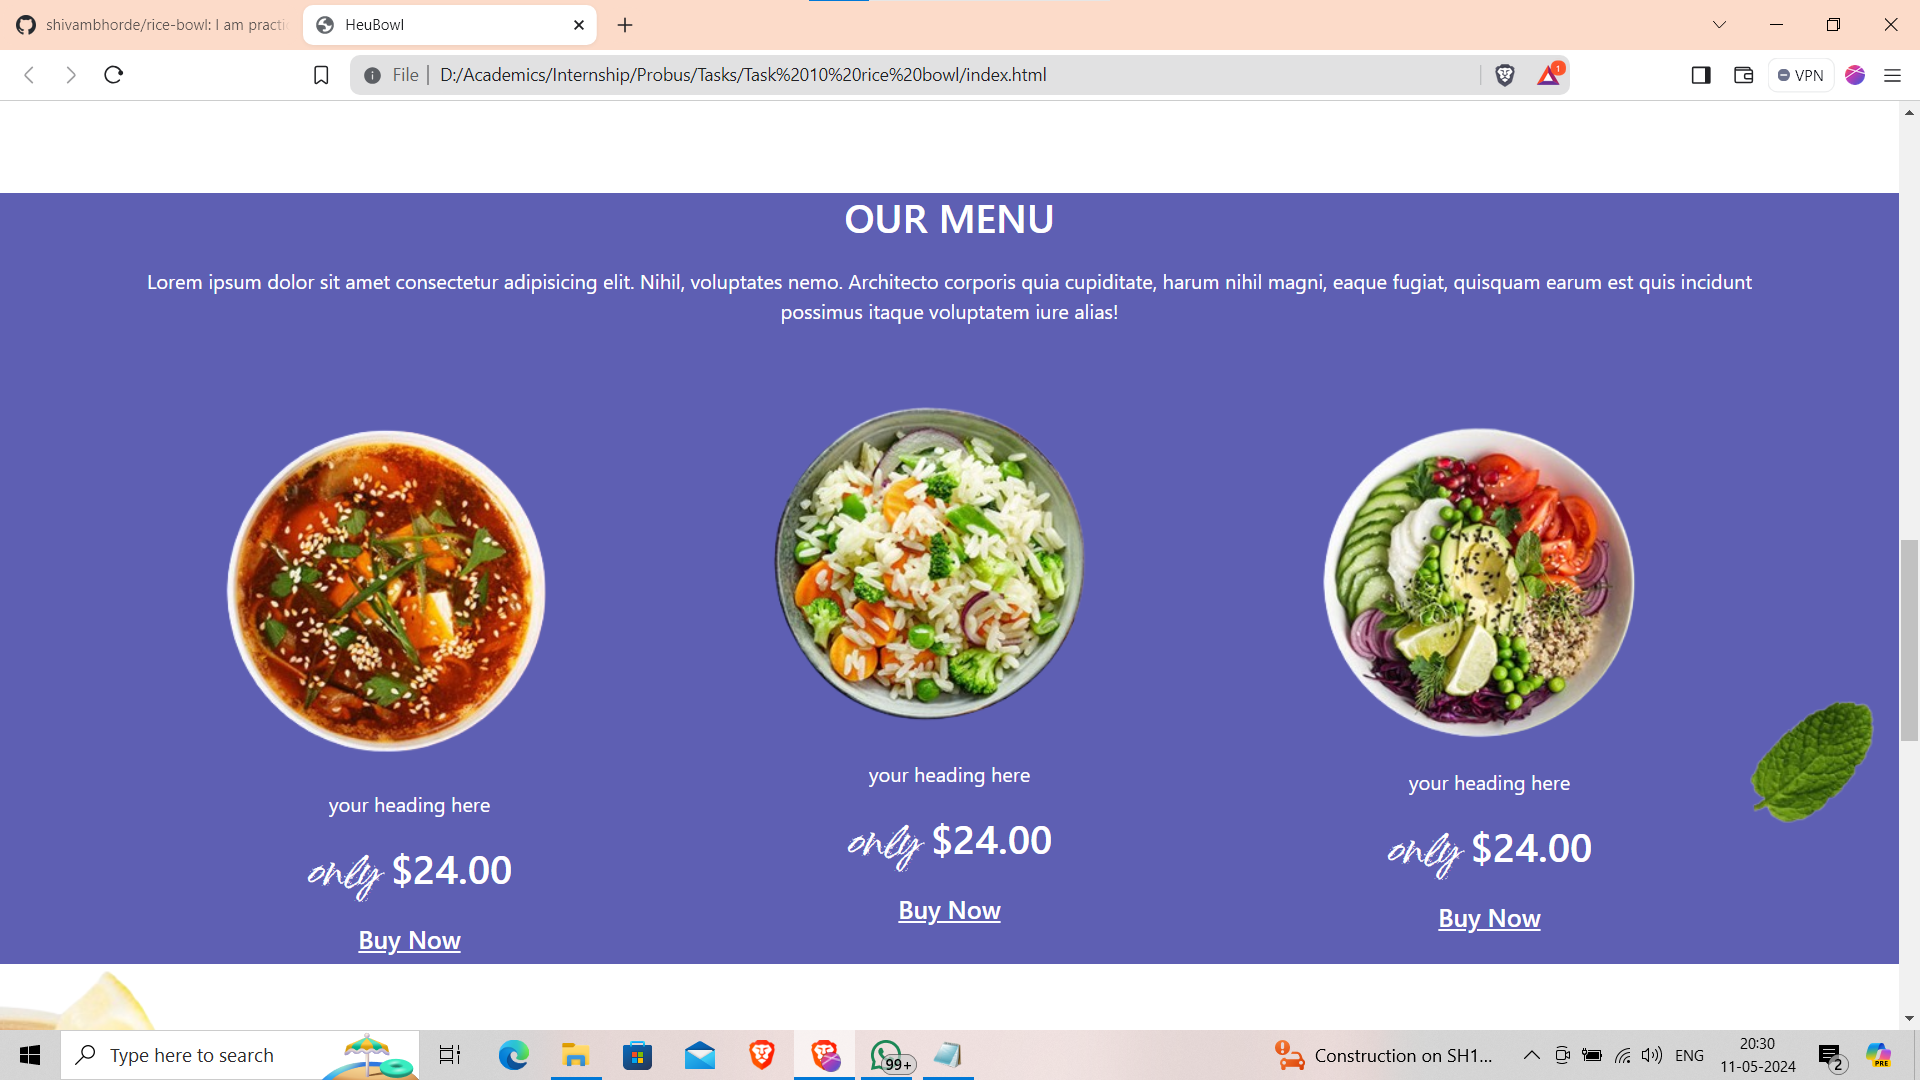 shivambhorde/rice-bowl: I am practi
HeuBowl
File
D:/Academics/Internship/Probus/Tasks/Task%2010%20rice%20bowl/index.html
1
VPN
OUR MENU
Lorem ipsum dolor sit amet consectetur adipisicing elit. Nihil, voluptates nemo. Architecto corporis quia cupiditate, harum nihil magni, eaque fugiat, quisquam earum est quis incidunt
possimus itaque voluptatem iure alias!
your heading here
only $24.00
Buy Now
your heading here
only $24.00
Buy Now
your heading here
only $24.00
Buy Now
Type here to search
99+
Construction on SH1...
ENG
20:30
11-05-2024
2
PRE